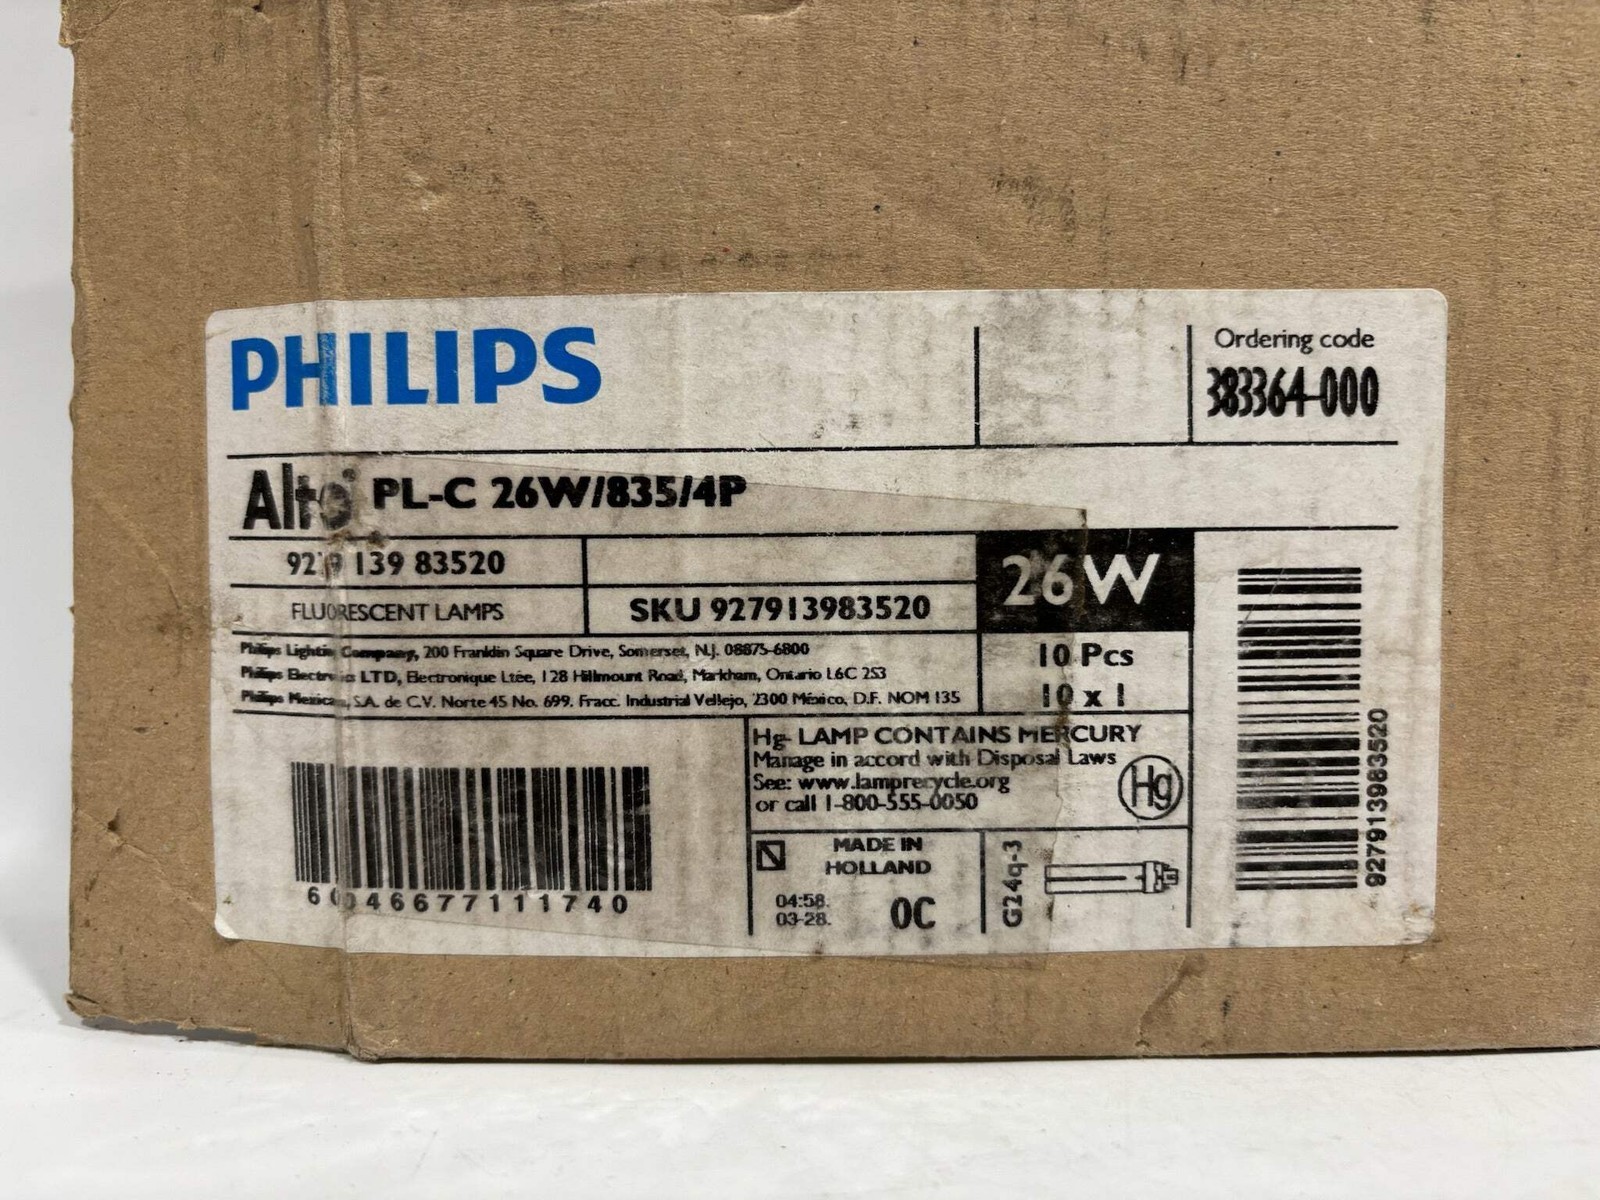 PHILIPS
Ordering code
383364-000
Alto PL-C 26W/835/4P
9279 139 83520
FLUORESCENT LAMPS
SKU 927913983520
26W
Philips Lighting Company, 200 Franklin Square Drive, Somerset, N.J. 08875-6800
Philips Electronics LTD, Electronique Ltée, 128 Hillmount Road, Markham, Ontario L6C 2S3
Philips Mexicana, S.A. de C.V. Norte 45 No. 699. Fracc. Industrial Vellejo, 2300 México, D.F. NOM 135
10 Pcs
10 x 1
Hg- LAMP CONTAINS MERCURY
Manage in accord with Disposal Laws
See: www.lamprecycle.org
or call 1-800-555-0050
Hg
MADE IN
HOLLAND
04:58.
03-28.
0C
G24q-3
60046677111740
927913983520